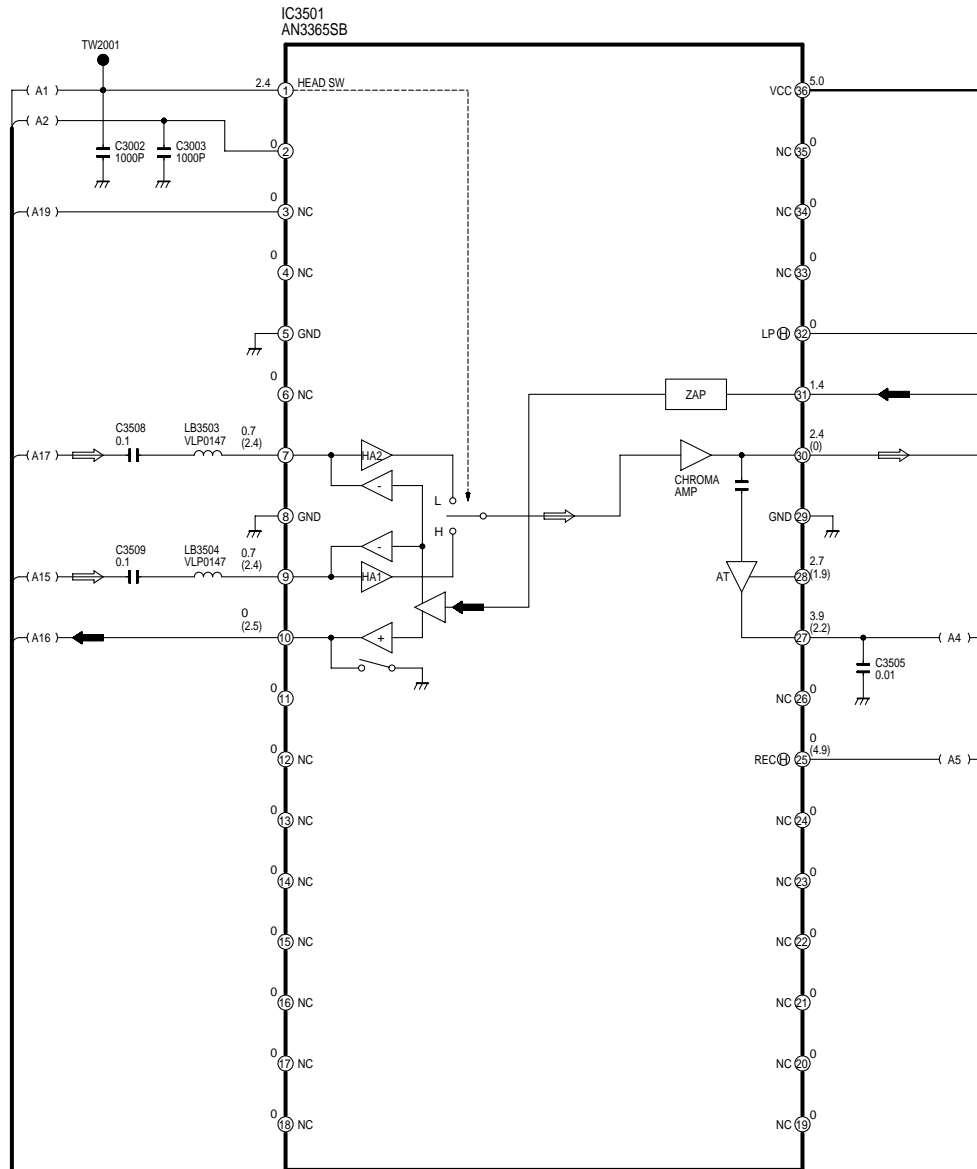 IC3501
AN3365SB
TW2001
A1
2.4
1
HEAD SW
VCC
36
5.0
A2
C3002
1000P
C3003
1000P
0
2
NC
35
0
A19
0
3
NC
NC
34
0
0
4
NC
NC
33
0
5
GND
LP
H
32
0
0
6
NC
ZAP
31
1.4
A17
C3508
0.1
LB3503
VLP0147
0.7
(2.4)
7
HA2
-
CHROMA
AMP
2.4
(0)
30
8
GND
L
H
GND
29
A15
C3509
0.1
LB3504
VLP0147
0.7
(2.4)
9
-
HA1
AT
28
2.7
(1.9)
A16
0
(2.5)
10
+
27
3.9
(2.2)
A4
C3505
0.01
0
11
NC
26
0
0
12
NC
REC
H
25
0
(4.9)
A5
0
13
NC
NC
24
0
0
14
NC
NC
23
0
0
15
NC
NC
22
0
0
16
NC
NC
21
0
0
17
NC
NC
20
0
0
18
NC
NC
19
0